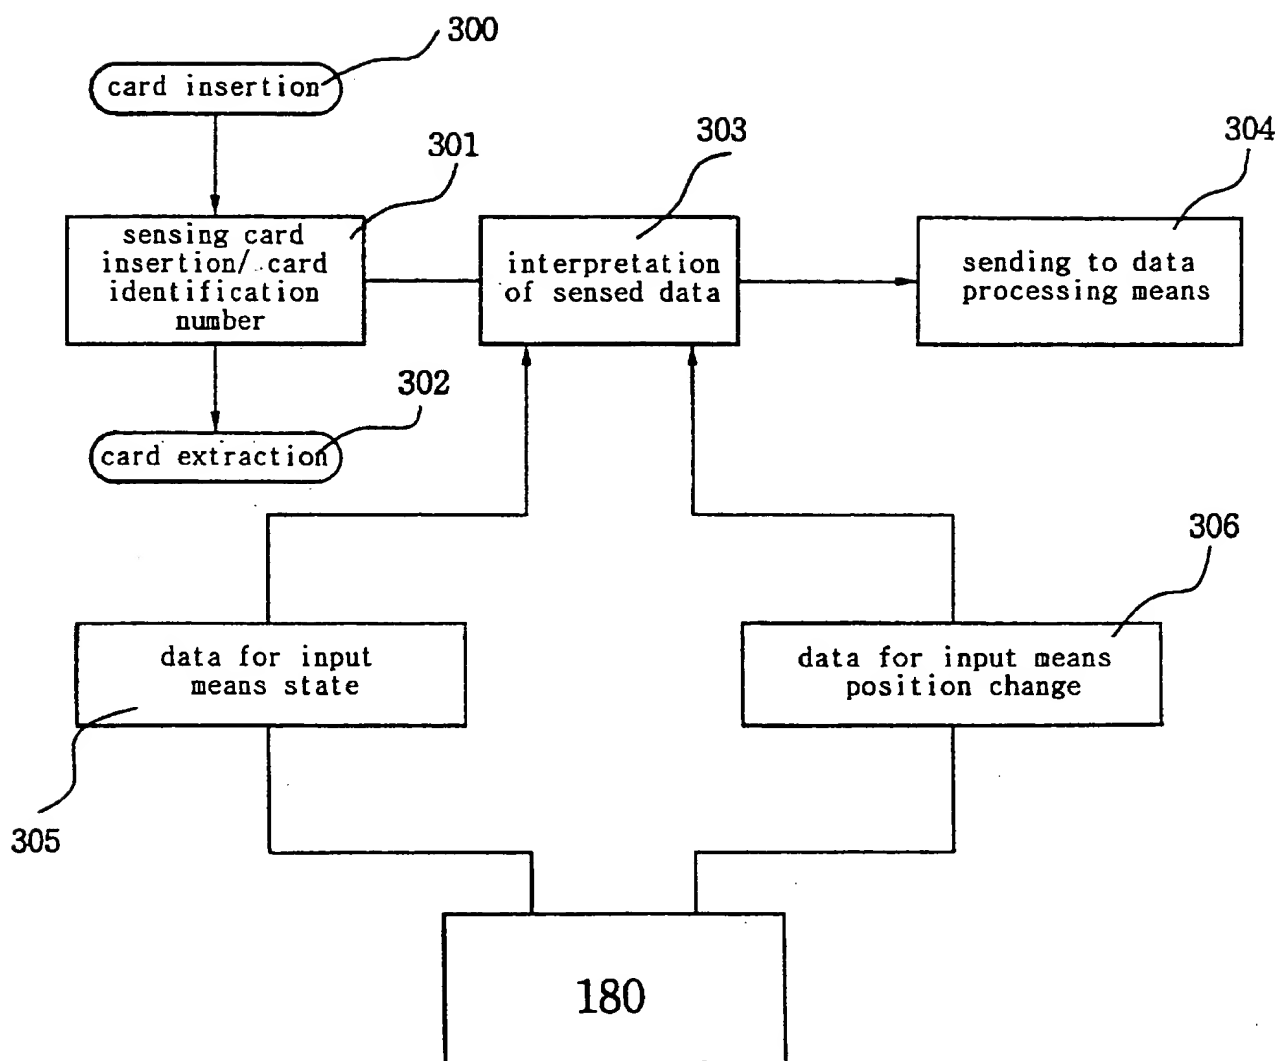 300
card insertion
301
303
304
sensing card
insertion/ card
identification
number
interpretation
of sensed data
sending to data
processing means
302
card extraction
306
data for input
means state
data for input means
position change
305
180